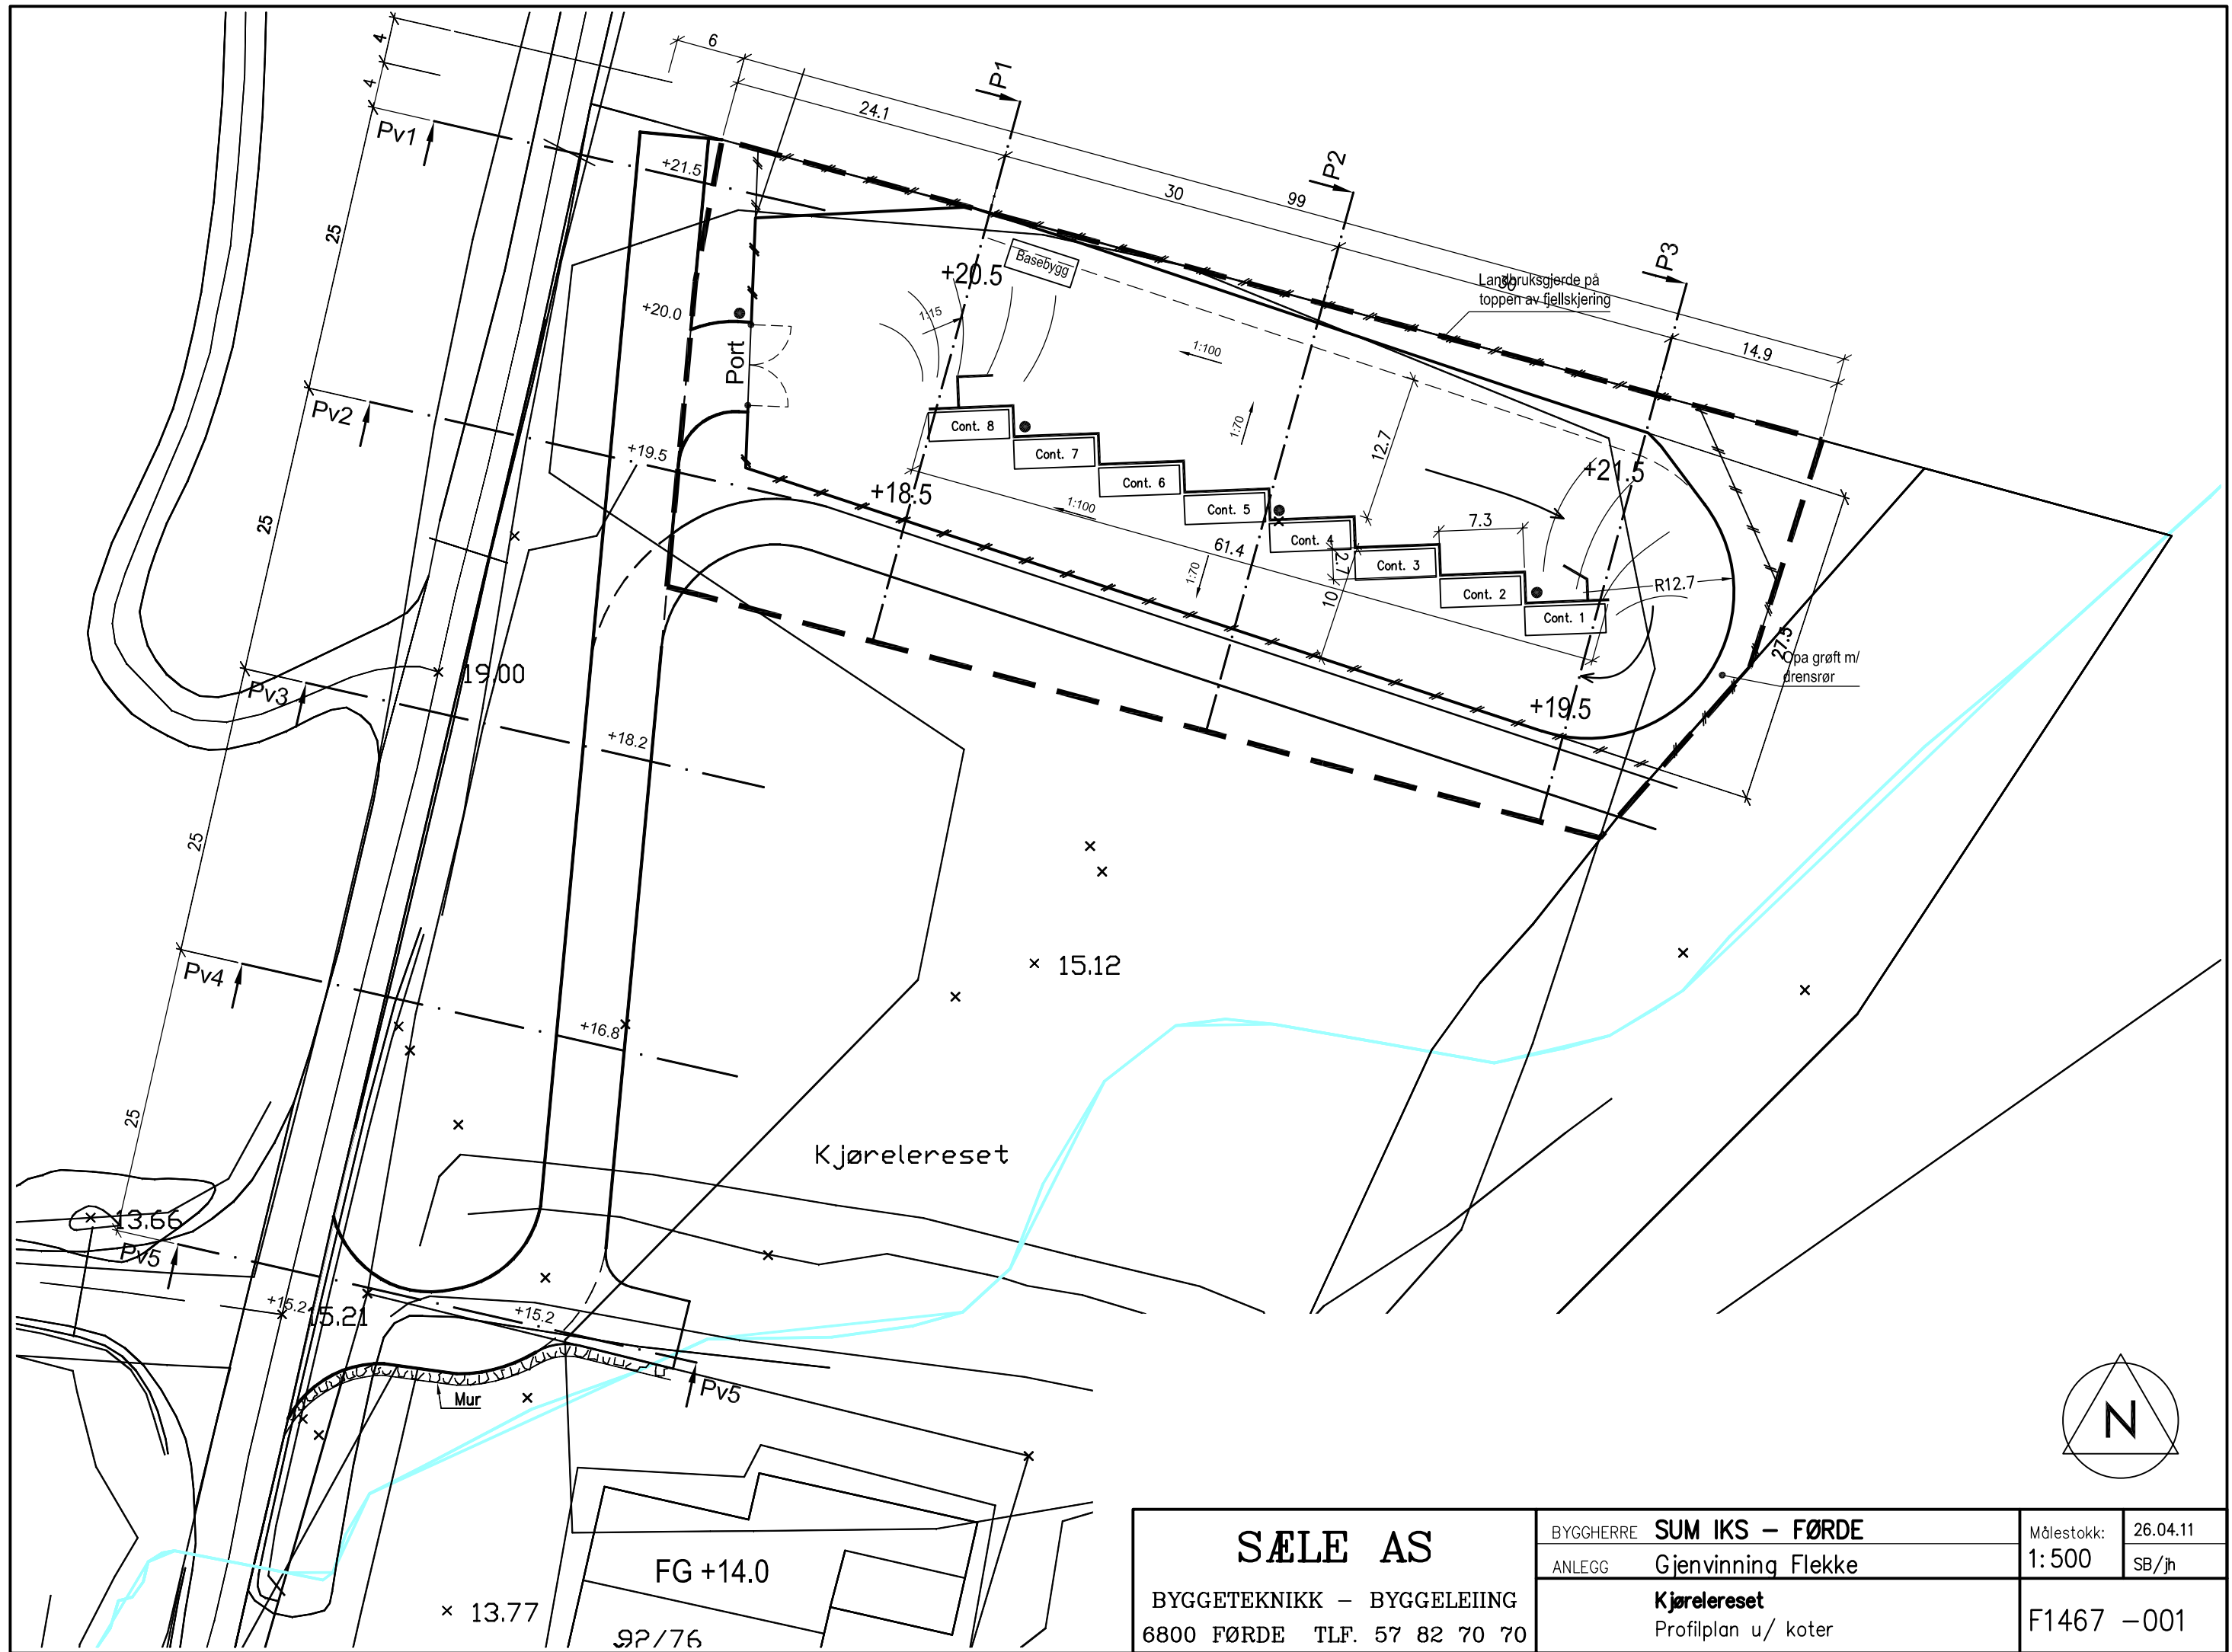 4
6
P1
4
24.1
Pv1
+21.5
P2
30
99
P3
25
Basebygg
+20.5
Landbruksgjerde på
toppen av fjellskjering
30
+20.0
1:15
Port
1:100
14.9
Pv2
Cont. 8
1:70
12.7
+19.5
Cont. 7
+21.5
+18.5
Cont. 6
1:100
Cont. 5
7.3
25
Cont. 4
61.4
2.7
Cont. 3
1:70
R12.7
10
Cont. 2
Cont. 1
27.5
Opa grøft m/
drensrør
19.00
Pv3
+19.5
+18.2
25
15.12
Pv4
+16.8
25
Kjørelereset
13.66
Pv5
+15.2
15.21
+15.2
Mur
Pv5
N
FG +14.0
13.77
92/76
SÆLE AS
BYGGETEKNIKK – BYGGELEIING
6800 FØRDE TLF. 57 82 70 70
BYGGHERRE SUM IKS – FØRDE
ANLEGG Gjenvinning Flekke
Kjørelereset
Profilplan u/ koter
Målestokk:
1:500
26.04.11
SB/jh
F1467 –001